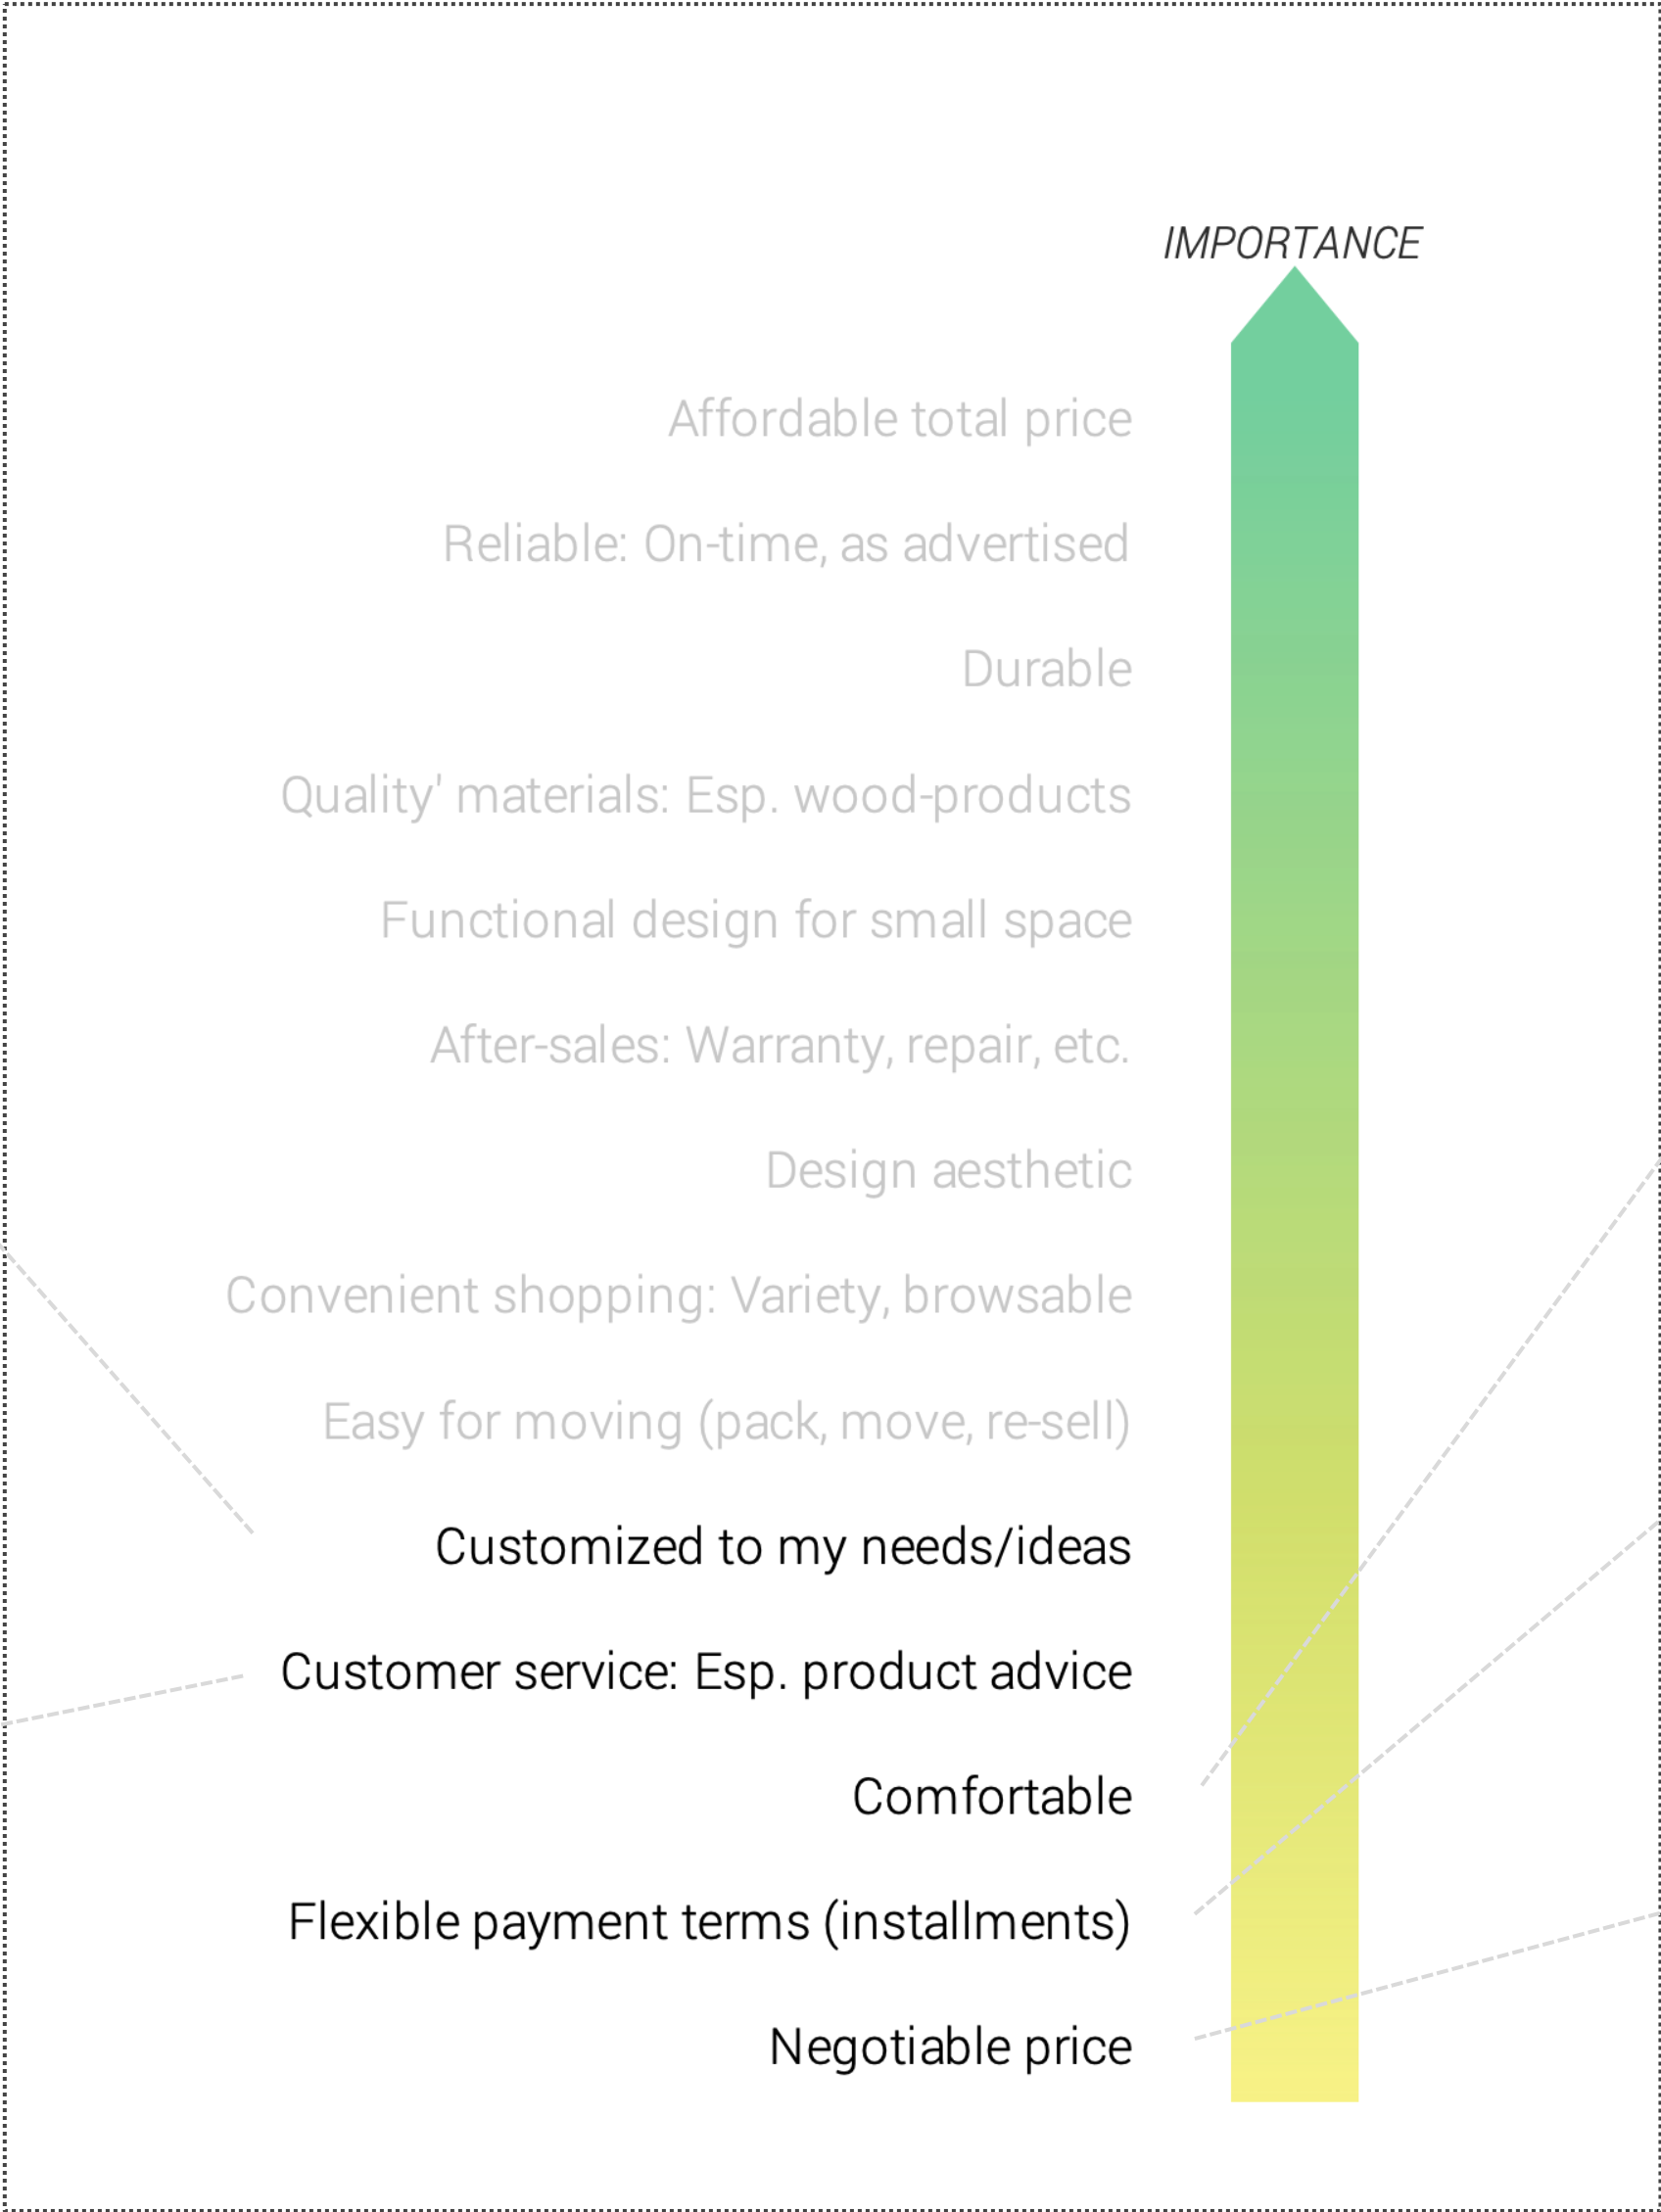 IMPORTANCE
Affordable total price
Reliable: On-time, as advertised
Durable
Quality' materials: Esp. wood-products
Functional design for small space
After-sales: Warranty, repair, etc.
Design aesthetic
Convenient shopping: Variety, browsable
Easy for moving (pack, move, re-sell)
Customized to my needs/ideas
Customer service: Esp. product advice
Comfortable
Flexible payment terms (installments)
Negotiable price